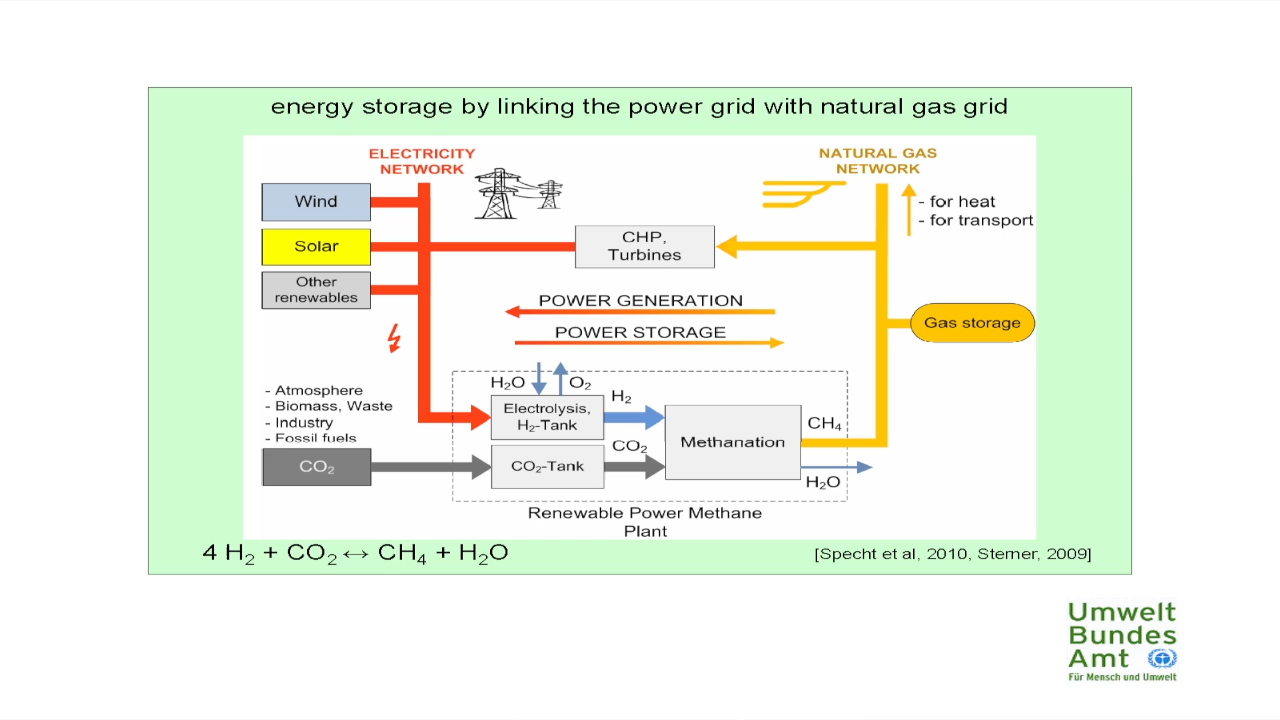 energy storage by linking the power grid with natural gas grid
ELECTRICITY
NETWORK
NATURAL GAS
NETWORK
Wind
Solar
Other
renewables
CHP,
Turbines
- for heat
- for transport
POWER GENERATION
POWER STORAGE
Gas storage
- Atmosphere
- Biomass, Waste
- Industry
- Fossil fuels
CO₂
H₂O
O₂
Electrolysis,
H₂-Tank
H₂
CO₂-Tank
CO₂
Methanation
CH₄
H₂O
Renewable Power Methane
Plant
4 H₂ + CO₂ ↔ CH₄ + H₂O
[Specht et al, 2010, Sterner, 2009]
Umwelt
Bundes
Amt
Für Mensch und Umwelt